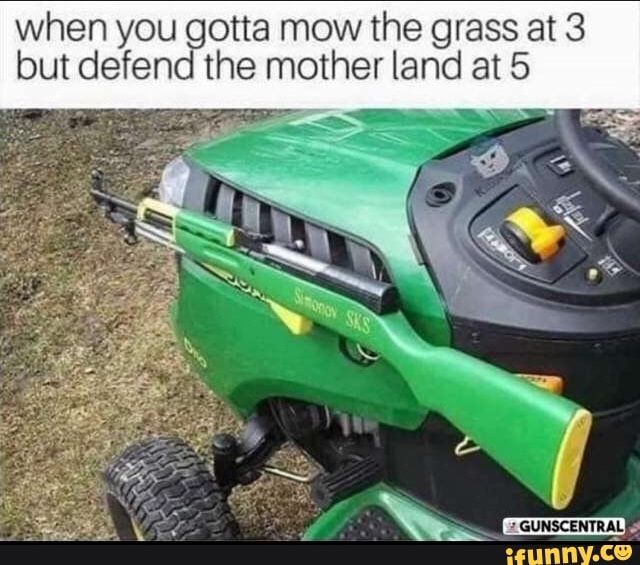 when you gotta mow the grass at 3
but defend the mother land at 5
Simonov SKS
GUNSCENTRAL
ifunny.co